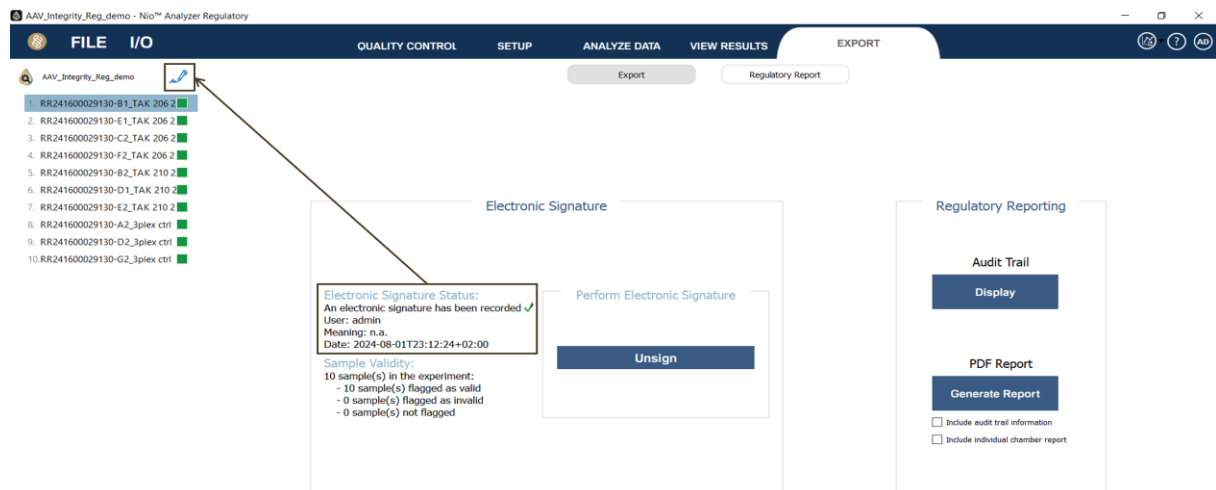 AAV_Integrity_Reg_demo - Nio™ Analyzer Regulatory
FILE I/O QUALITY CONTROL SETUP ANALYZE DATA VIEW RESULTS EXPORT ? AD
AAV_Integrity_Reg_demo
Export Regulatory Report
1. RR241600029130-B1_TAK 206 2
2. RR241600029130-E1_TAK 206 2
3. RR241600029130-C2_TAK 206 2
4. RR241600029130-F2_TAK 206 2
5. RR241600029130-B2_TAK 210 2
6. RR241600029130-D1_TAK 210 2
7. RR241600029130-E2_TAK 210 2
8. RR241600029130-A2_3plex ctrl
9. RR241600029130-D2_3plex ctrl
10.RR241600029130-G2_3plex ctrl
Electronic Signature
Electronic Signature Status:
An electronic signature has been recorded ✓
User: admin
Meaning: n.a.
Date: 2024-08-01T23:12:24+02:00
Sample Validity:
10 sample(s) in the experiment:
- 10 sample(s) flagged as valid
- 0 sample(s) flagged as invalid
- 0 sample(s) not flagged
Perform Electronic Signature
Unsign
Regulatory Reporting
Audit Trail
Display
PDF Report
Generate Report
Include audit trail information
Include individual chamber report